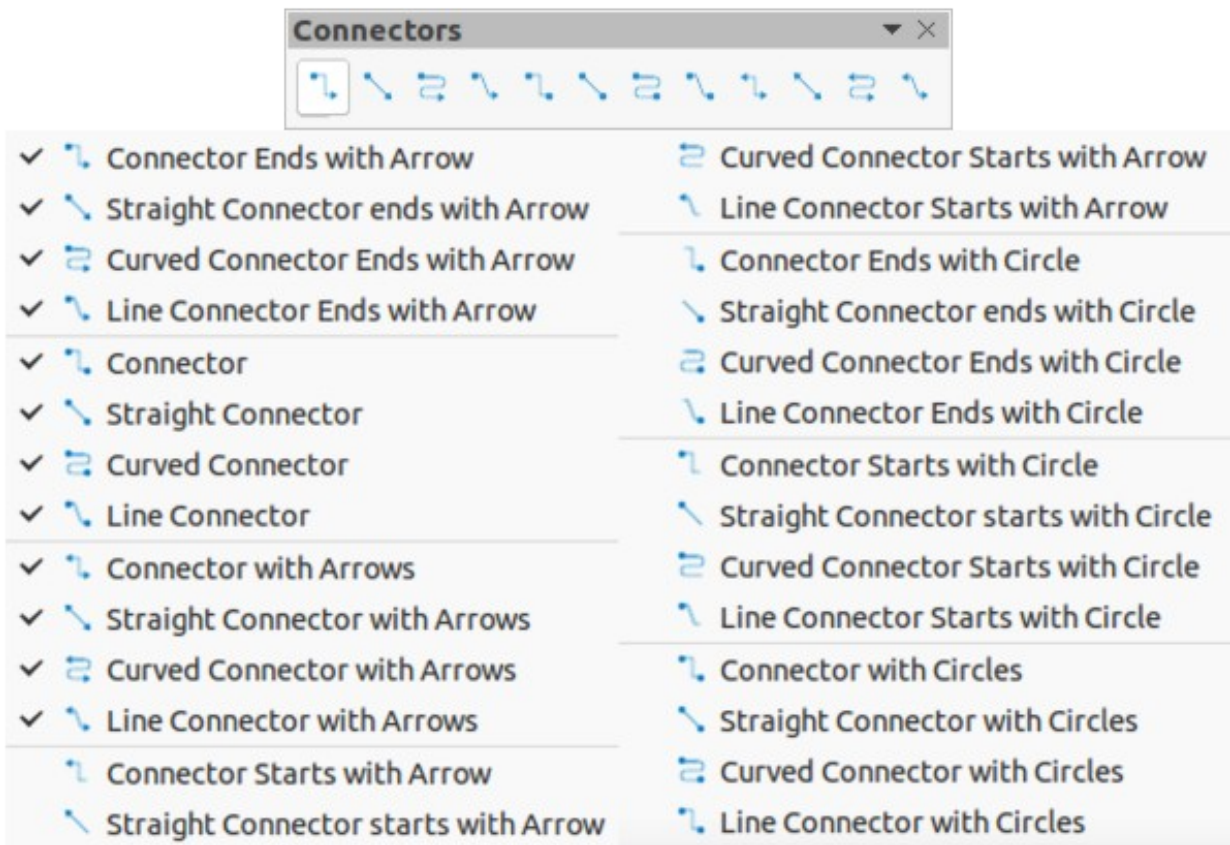 Connectors
Connector Ends with Arrow
Straight Connector ends with Arrow
Curved Connector Ends with Arrow
Line Connector Ends with Arrow
Connector
Straight Connector
Curved Connector
Line Connector
Connector with Arrows
Straight Connector with Arrows
Curved Connector with Arrows
Line Connector with Arrows
Connector Starts with Arrow
Straight Connector starts with Arrow
Curved Connector Starts with Arrow
Line Connector Starts with Arrow
Connector Ends with Circle
Straight Connector ends with Circle
Curved Connector Ends with Circle
Line Connector Ends with Circle
Connector Starts with Circle
Straight Connector starts with Circle
Curved Connector Starts with Circle
Line Connector Starts with Circle
Connector with Circles
Straight Connector with Circles
Curved Connector with Circles
Line Connector with Circles